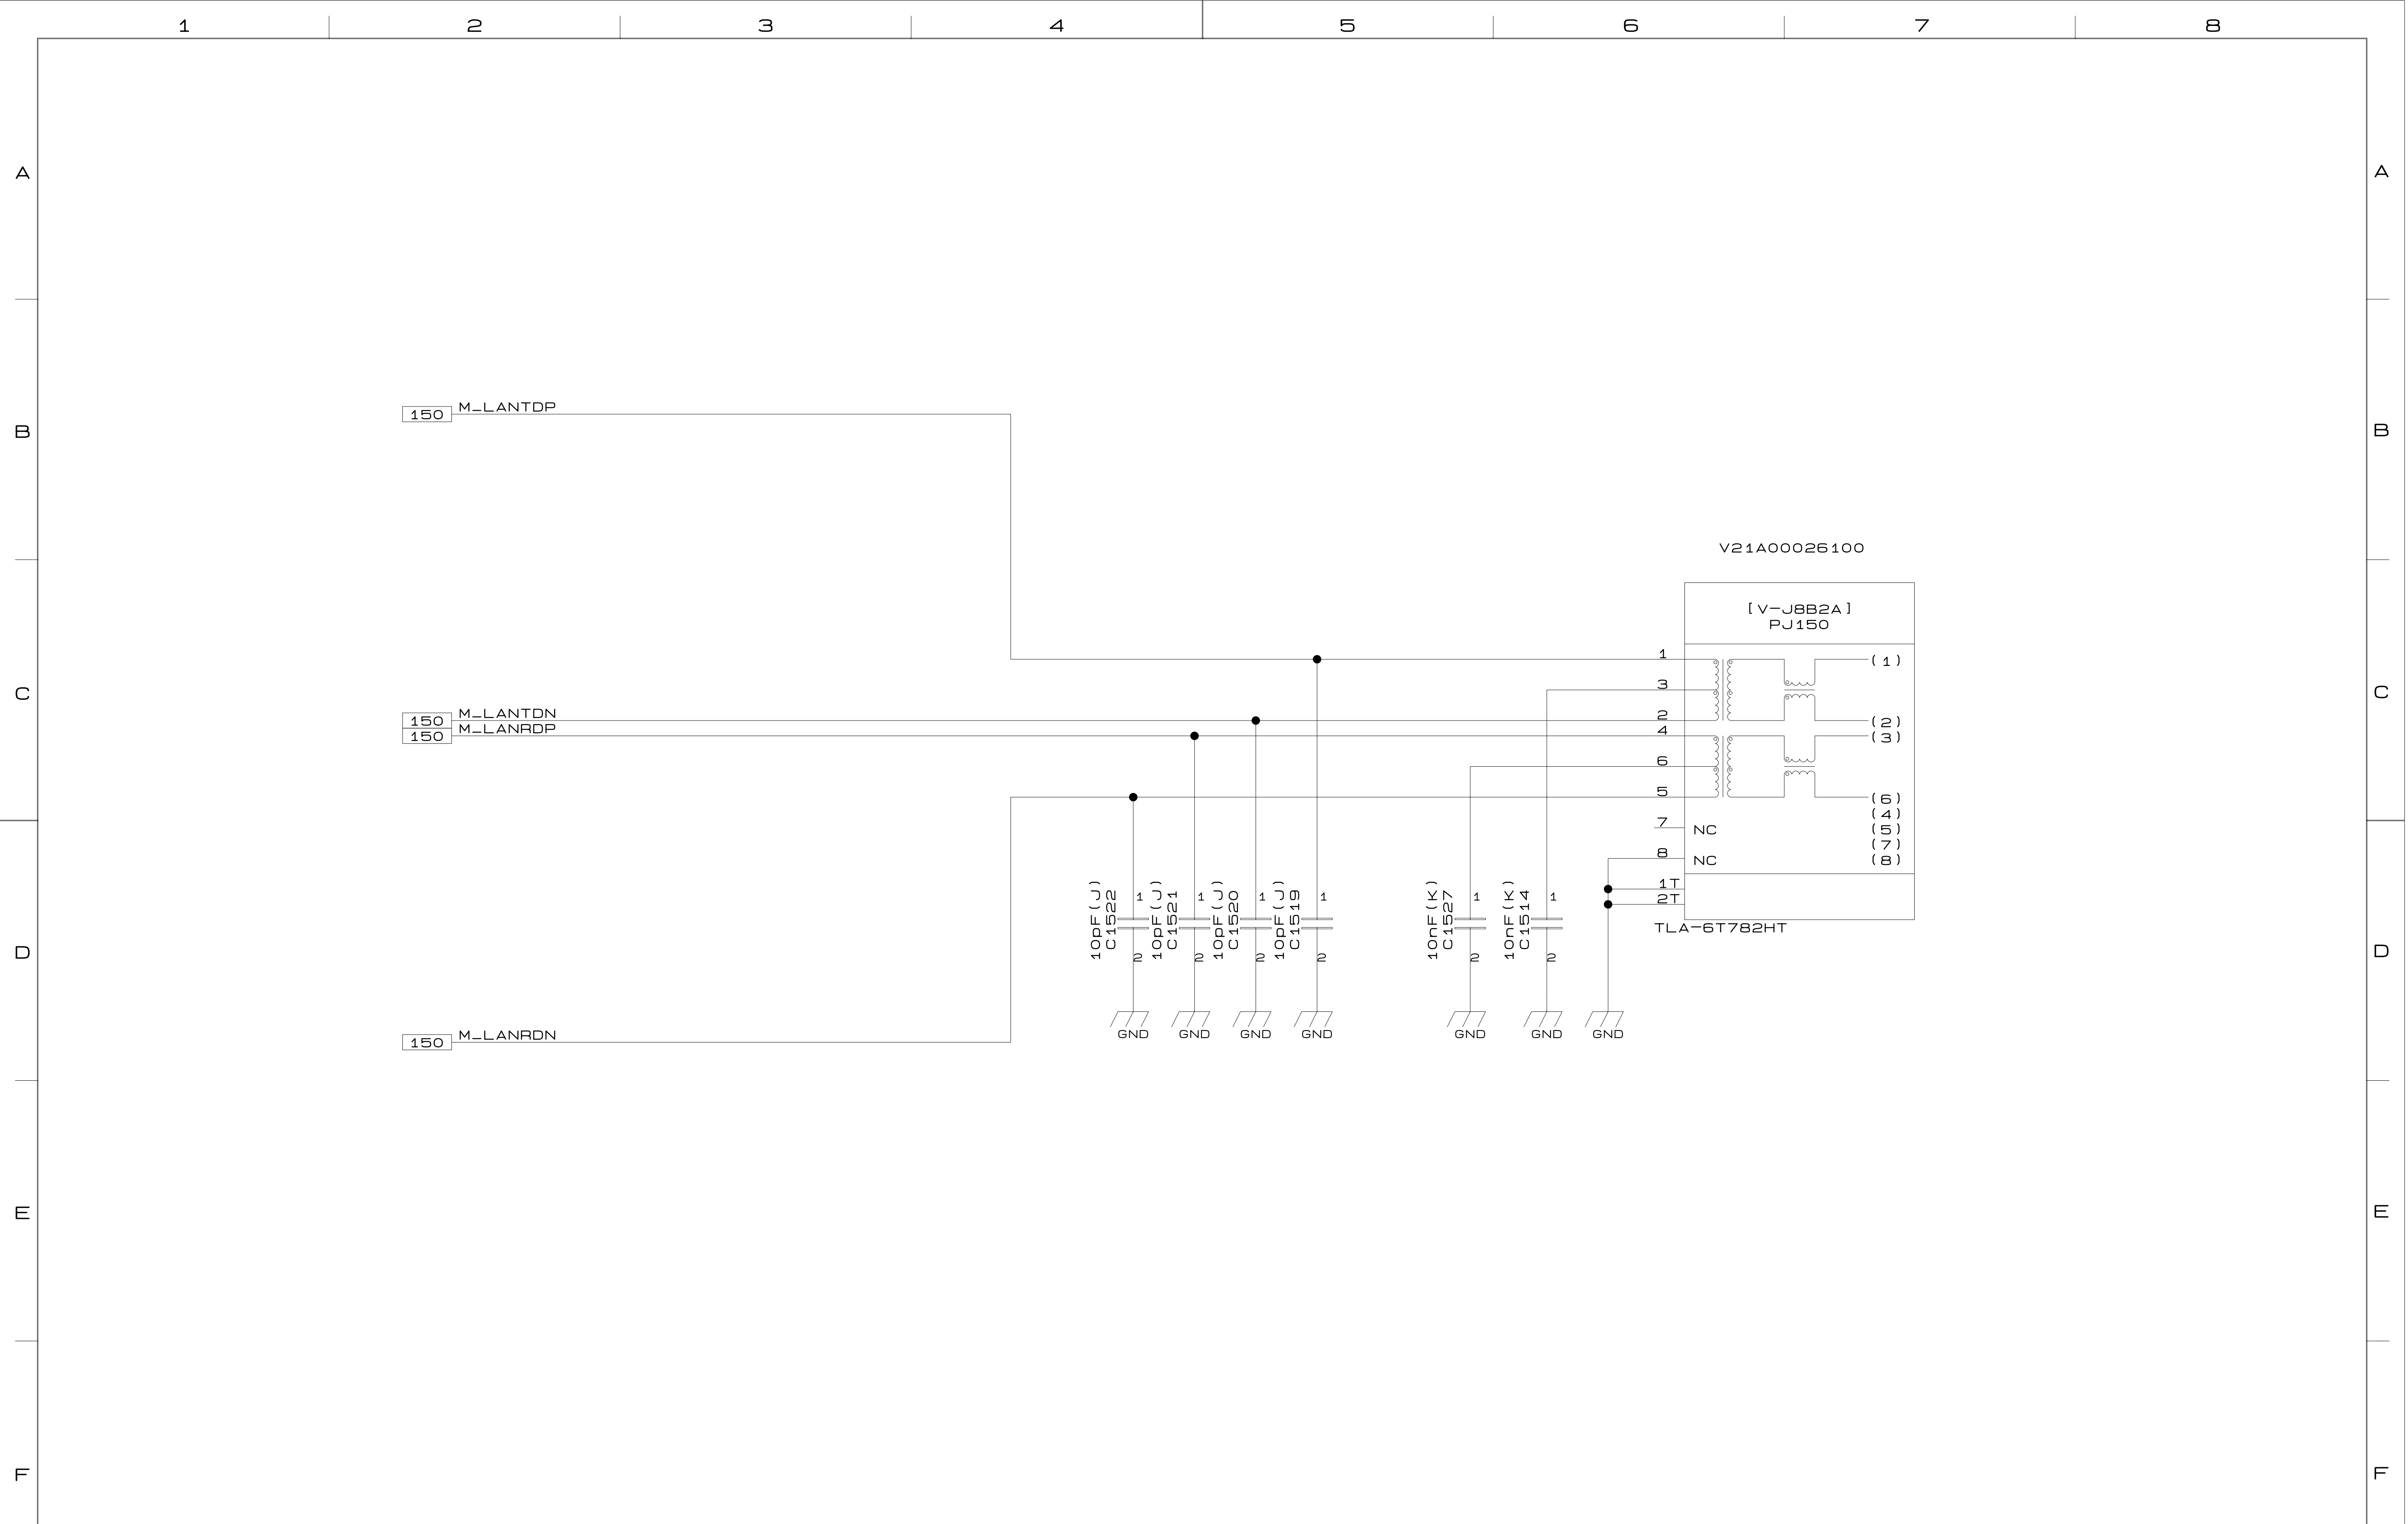 1 2 3 4 5 6 7 8
A A
150 M_LANTDP
B B
V21A00026100
[V-J8B2A]
PJ150
1 (1)
3
C C
150 M_LANTDN 2 (2)
150 M_LANRDP 4 (3)
6
5 (6)
(4)
7 NC (5)
(7)
8 NC (8)
1T
2T
TLA-6T782HT
10pF(J)
C1522
1
2
10pF(J)
C1521
1
2
10pF(J)
C1520
1
2
10pF(J)
C1519
1
2
10nF(K)
C1527
1
2
10nF(K)
C1514
1
2
D D
GND GND GND GND GND GND GND
150 M_LANRDN
E E
F F